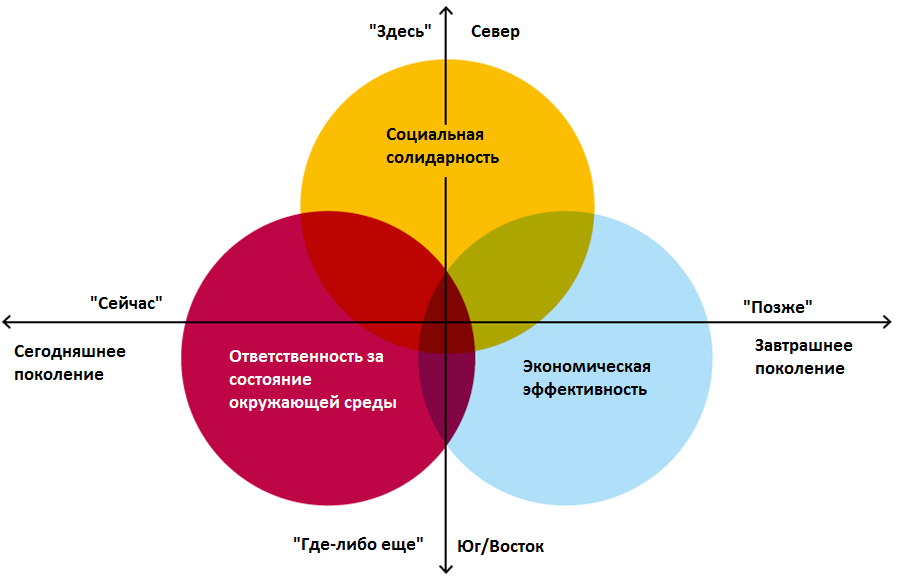 "Здесь" Север
Социальная
солидарность
"Сейчас"
"Позже"
Сегодняшнее
поколение
Завтрашнее
поколение
Ответственность за
состояние
окружающей среды
Экономическая
эффективность
"Где-либо еще" Юг/Восток